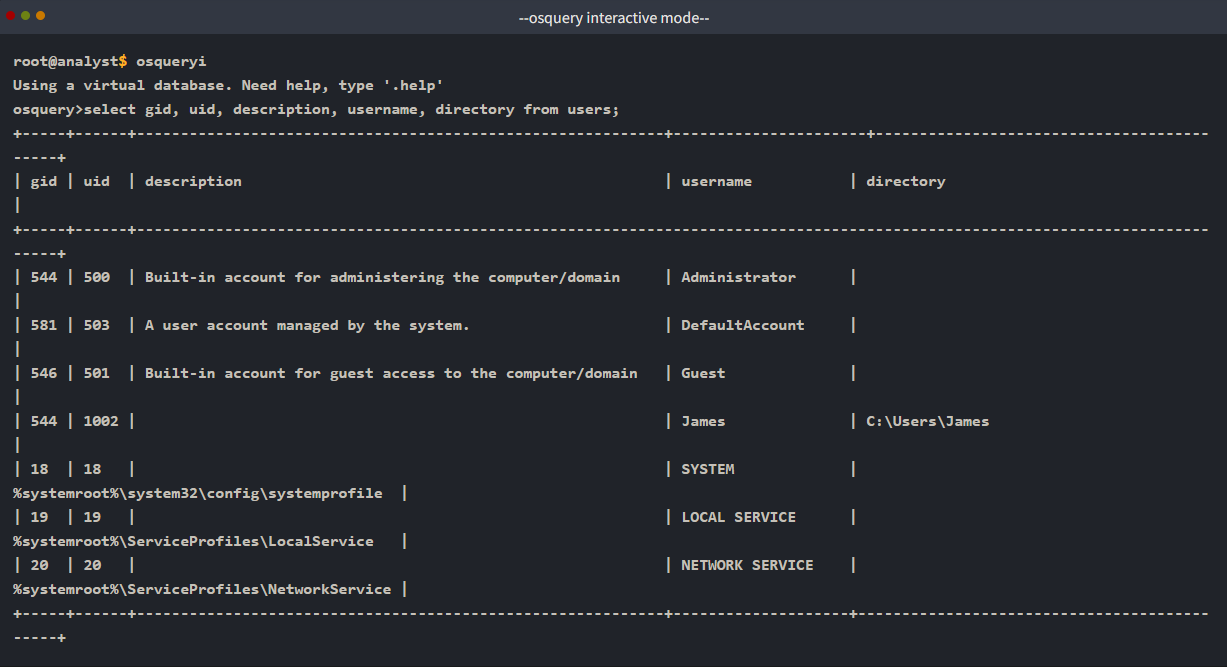 --osquery interactive mode--
root@analyst$ osqueryi
Using a virtual database. Need help, type '.help'
osquery>select gid, uid, description, username, directory from users;
+-----+------+------------------------------------------------------------+----------------------+--------------------------------------
-----+
| gid | uid  | description                                                | username           | directory
|
+-----+------+--------------------------------------------------------------------------------------------------------------------------
-----+
| 544 | 500  | Built-in account for administering the computer/domain     | Administrator      |
|
| 581 | 503  | A user account managed by the system.                      | DefaultAccount     |
|
| 546 | 501  | Built-in account for guest access to the computer/domain   | Guest              |
|
| 544 | 1002 |                                                            | James              | C:\Users\James
|
| 18  | 18   |                                                            | SYSTEM             |
%systemroot%\system32\config\systemprofile  |
| 19  | 19   |                                                            | LOCAL SERVICE      |
%systemroot%\ServiceProfiles\LocalService   |
| 20  | 20   |                                                            | NETWORK SERVICE    |
%systemroot%\ServiceProfiles\NetworkService |
+-----+------+------------------------------------------------------------+--------------------+----------------------------------------
-----+